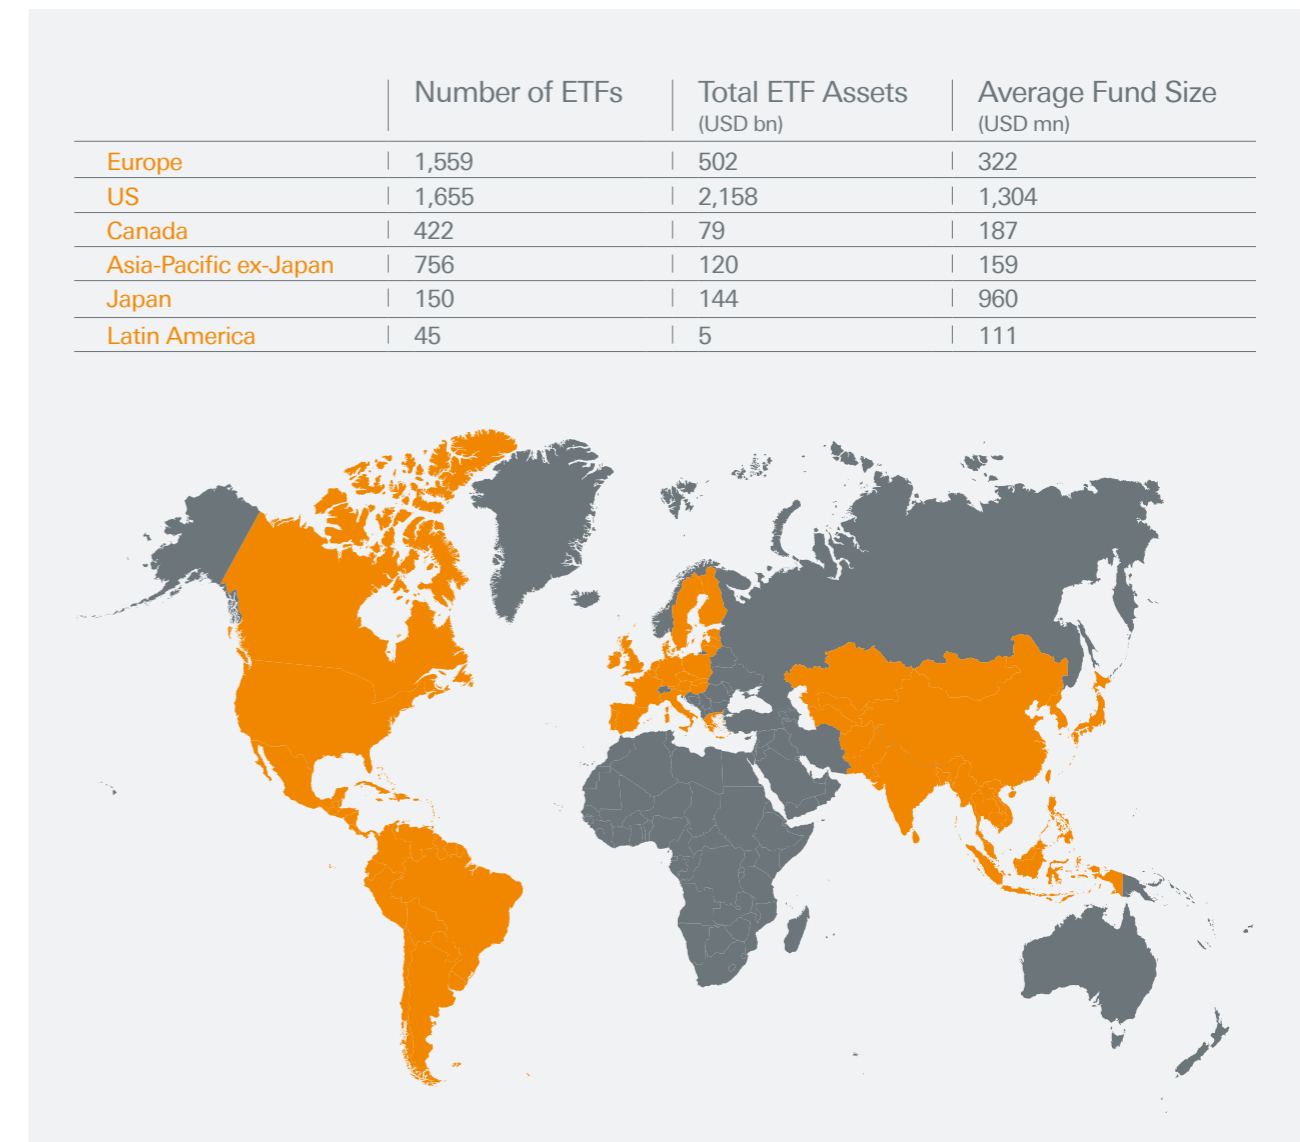 Number of ETFs Total ETF Assets Average Fund Size
(USD bn) (USD mn)
Europe 1,559 502 322
US 1,655 2,158 1,304
Canada 422 79 187
Asia-Pacific ex-Japan 756 120 159
Japan 150 144 960
Latin America 45 5 111